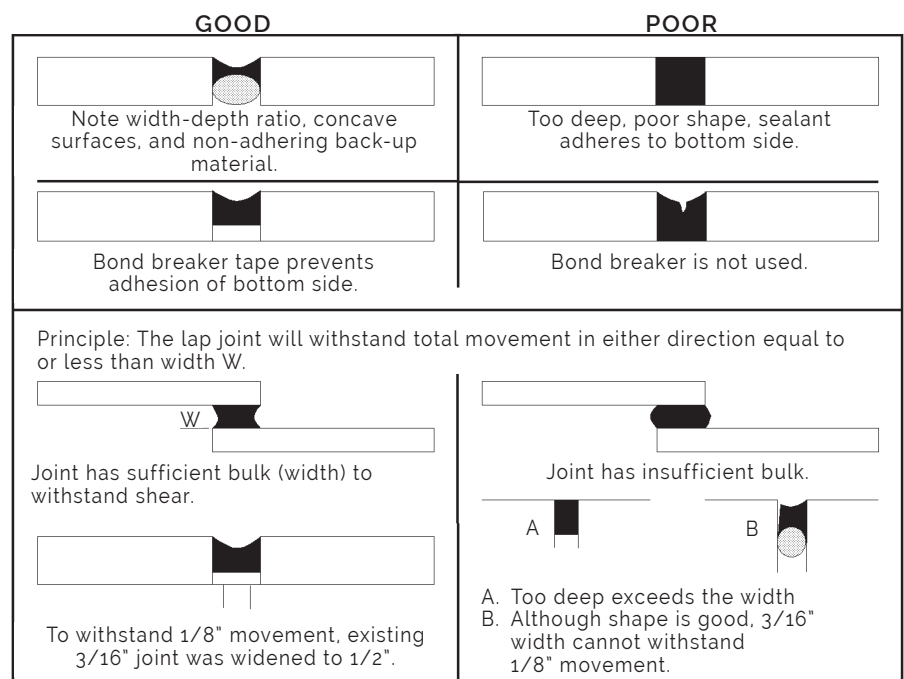 GOOD
POOR
Note width-depth ratio, concave
surfaces, and non-adhering back-up
material.
Too deep, poor shape, sealant
adheres to bottom side.
Bond breaker tape prevents
adhesion of bottom side.
Bond breaker is not used.
Principle: The lap joint will withstand total movement in either direction equal to
or less than width W.
W
Joint has sufficient bulk (width) to
withstand shear.
Joint has insufficient bulk.
A
B
To withstand 1/8" movement, existing
3/16" joint was widened to 1/2".
A. Too deep exceeds the width
B. Although shape is good, 3/16"
width cannot withstand
1/8" movement.